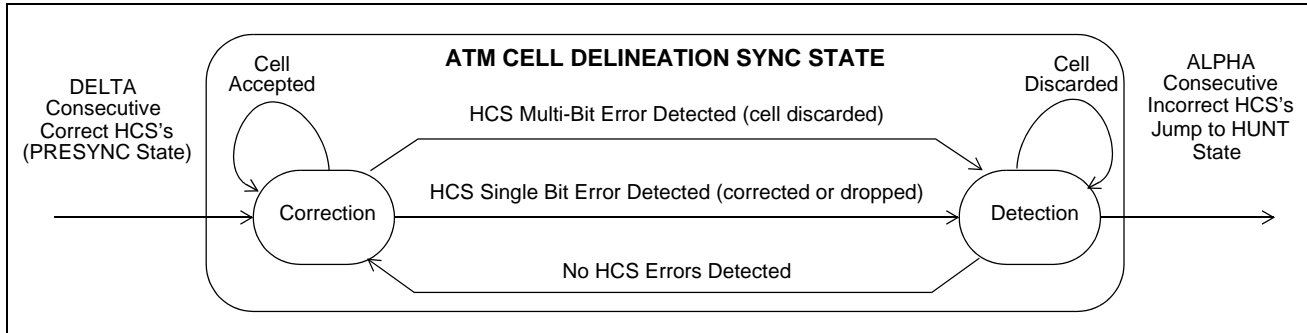 ATM CELL DELINEATION SYNC STATE
DELTA
Consecutive
Correct HCS's
(PRESYNC State)
Cell
Accepted
HCS Multi-Bit Error Detected (cell discarded)
Cell
Discarded
ALPHA
Consecutive
Incorrect HCS's
Jump to HUNT
State
Correction
HCS Single Bit Error Detected (corrected or dropped)
Detection
No HCS Errors Detected